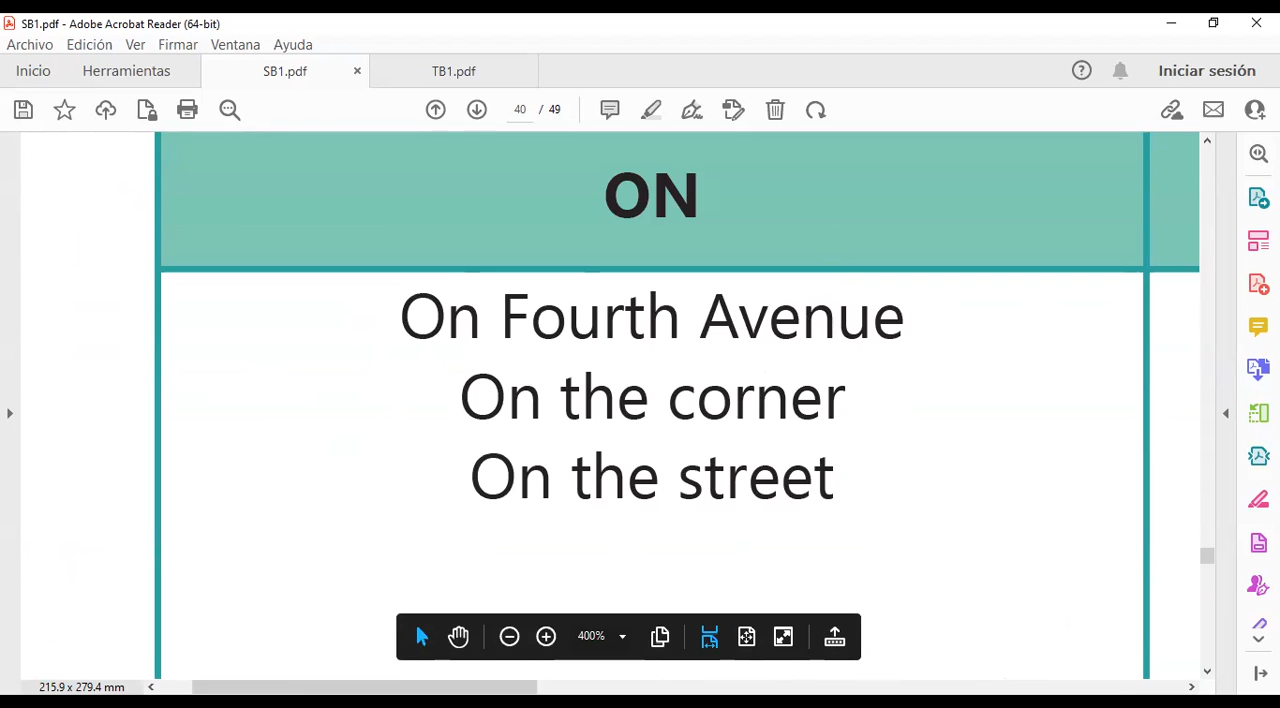 SB1.pdf - Adobe Acrobat Reader (64-bit)
Archivo Edición Ver Firmar Ventana Ayuda
Inicio Herramientas SB1.pdf × TB1.pdf Iniciar sesión
40 / 49
ON
On Fourth Avenue
On the corner
On the street
400%
215.9 x 279.4 mm